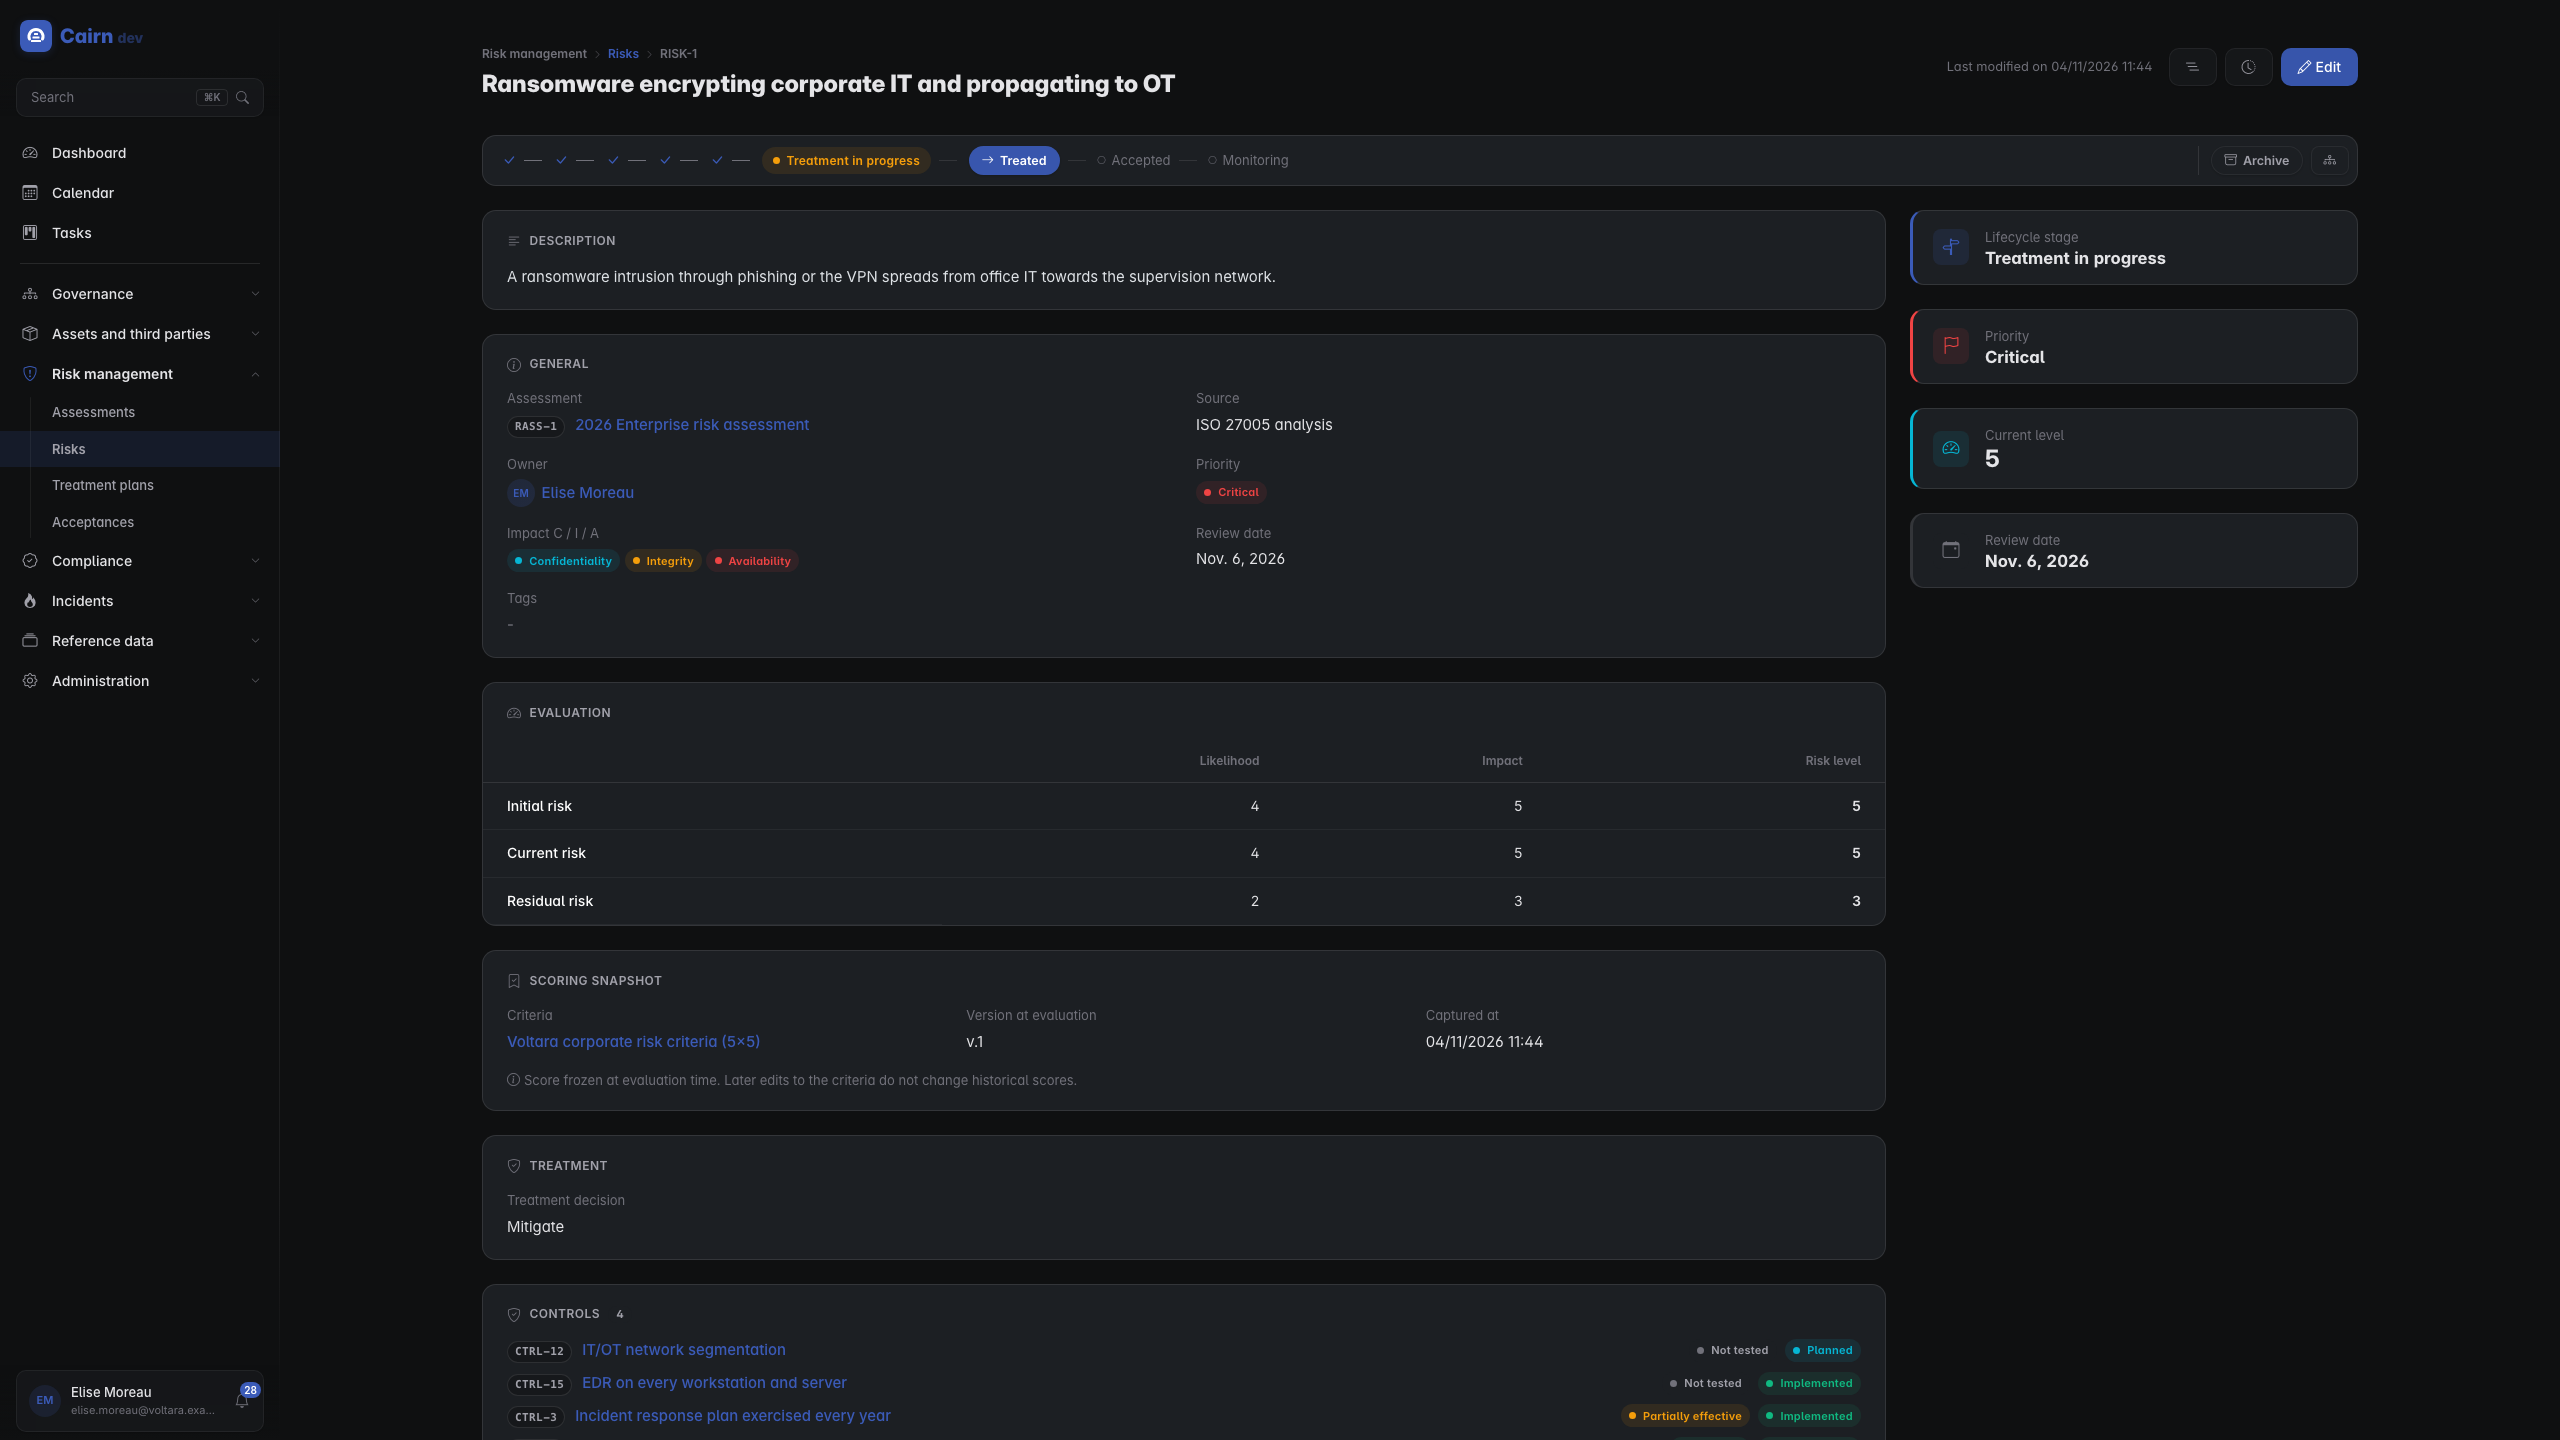 Cairn dev
Search ⌘K
Dashboard
Calendar
Tasks
Governance
Assets and third parties
Risk management
Assessments
Risks
Treatment plans
Acceptances
Compliance
Incidents
Reference data
Administration
EM Elise Moreau 28
elise.moreau@voltara.exa...
Risk management > Risks > RISK-1
Ransomware encrypting corporate IT and propagating to OT
Last modified on 04/11/2026 11:44
Edit
Treatment in progress
Treated
Accepted
Monitoring
Archive
DESCRIPTION
A ransomware intrusion through phishing or the VPN spreads from office IT towards the supervision network.
GENERAL
Assessment
RASS-1 2026 Enterprise risk assessment
Source
ISO 27005 analysis
Owner
EM Elise Moreau
Priority
Critical
Impact C / I / A
Confidentiality Integrity Availability
Review date
Nov. 6, 2026
Tags
-
EVALUATION
Likelihood Impact Risk level
Initial risk 4 5 5
Current risk 4 5 5
Residual risk 2 3 3
SCORING SNAPSHOT
Criteria
Voltara corporate risk criteria (5×5)
Version at evaluation
v.1
Captured at
04/11/2026 11:44
Score frozen at evaluation time. Later edits to the criteria do not change historical scores.
TREATMENT
Treatment decision
Mitigate
CONTROLS 4
CTRL-12 IT/OT network segmentation Not tested Planned
CTRL-15 EDR on every workstation and server Not tested Implemented
CTRL-3 Incident response plan exercised every year Partially effective Implemented
Lifecycle stage
Treatment in progress
Priority
Critical
Current level
5
Review date
Nov. 6, 2026